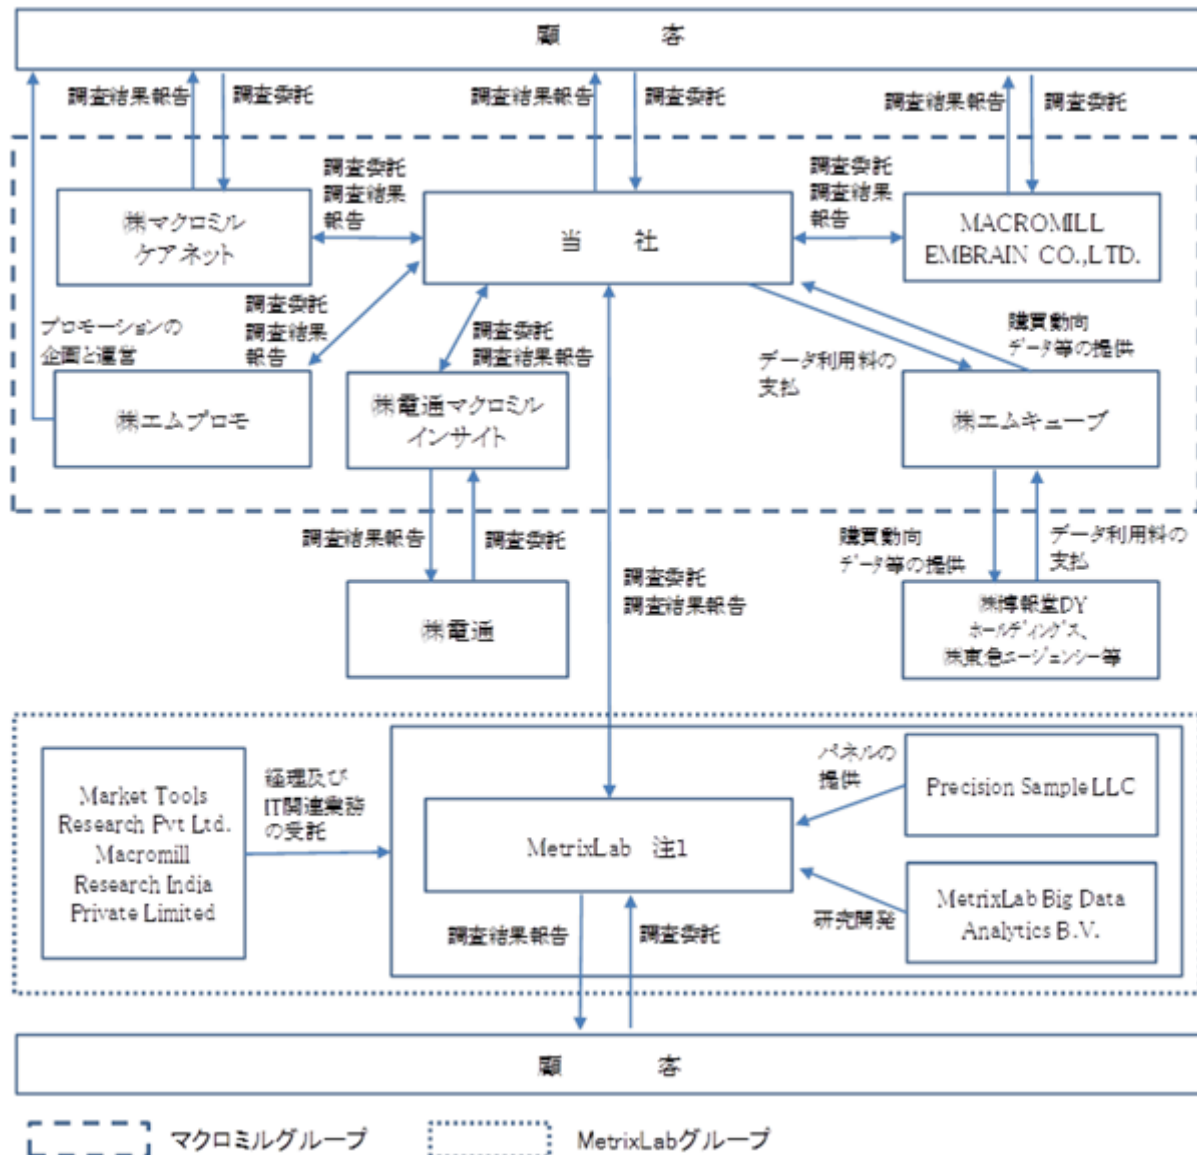 顧　　　客
調査結果報告
調査委託
調査結果報告
調査委託
調査結果報告
調査委託
㈱マクロミル
ケアネット
調査委託
調査結果
報告
当　　社
調査委託
調査結果
報告
MACROMILL
EMBRAIN CO.,LTD.
プロモーションの
企画と運営
調査委託
調査結果
報告
調査委託
調査結果報告
データ利用料の
支払
購買動向
データ等の提供
㈱エムプロモ
㈱電通マクロミル
インサイト
㈱エムキューブ
調査結果報告
調査委託
購買動向
データ等の提供
データ利用料の
支払
調査委託
調査結果報告
㈱電通
㈱博報堂DY
ホールディングス、
㈱東急エージェンシー等
Market Tools
Research Pvt Ltd.
Macromill
Research India
Private Limited
経理及び
IT関連業務
の受託
MetrixLab　注1
パネルの
提供
Precision Sample LLC
研究開発
MetrixLab Big Data
Analytics B.V.
調査結果報告
調査委託
顧　　　客
マクロミルグループ
MetrixLabグループ